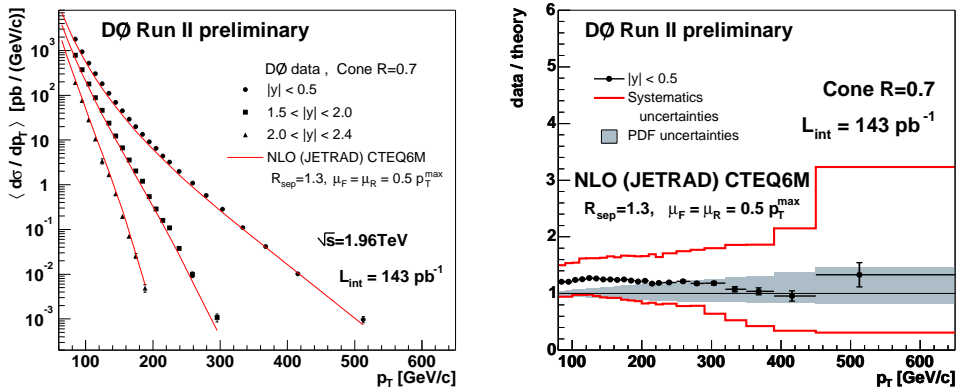 ⟨ dσ / dp_T ⟩ [pb / (GeV/c)]
10^3
10^2
10
1
10^-1
10^-2
10^-3
DØ Run II preliminary
DØ data , Cone R=0.7
|y| < 0.5
1.5 < |y| < 2.0
2.0 < |y| < 2.4
NLO (JETRAD) CTEQ6M
R_sep=1.3, μ_F = μ_R = 0.5 p_T^max
√s=1.96TeV
L_int = 143 pb^-1
100 200 300 400 500 600
p_T [GeV/c]
data / theory
6
5
4
3
2
1
0
DØ Run II preliminary
|y| < 0.5
Systematics
uncertainties
PDF uncertainties
Cone R=0.7
L_int = 143 pb^-1
NLO (JETRAD) CTEQ6M
R_sep=1.3, μ_F = μ_R = 0.5 p_T^max
100 200 300 400 500 600
p_T [GeV/c]